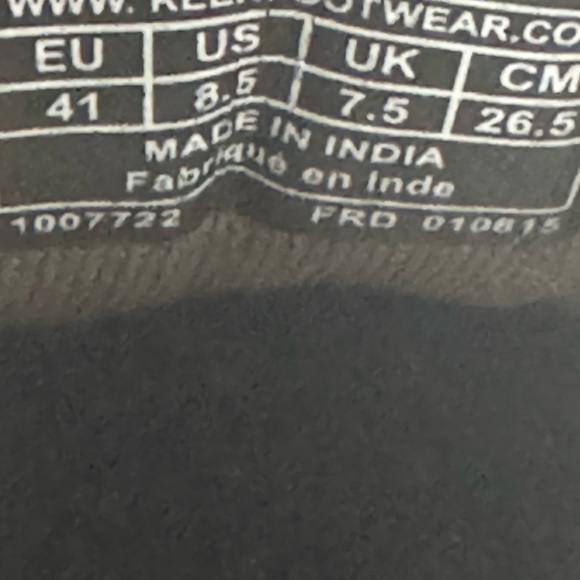 EU US UK CM
41 8.5 7.5 26.5
MADE IN INDIA
Fabriqué en Inde
1007722 FRD 010815